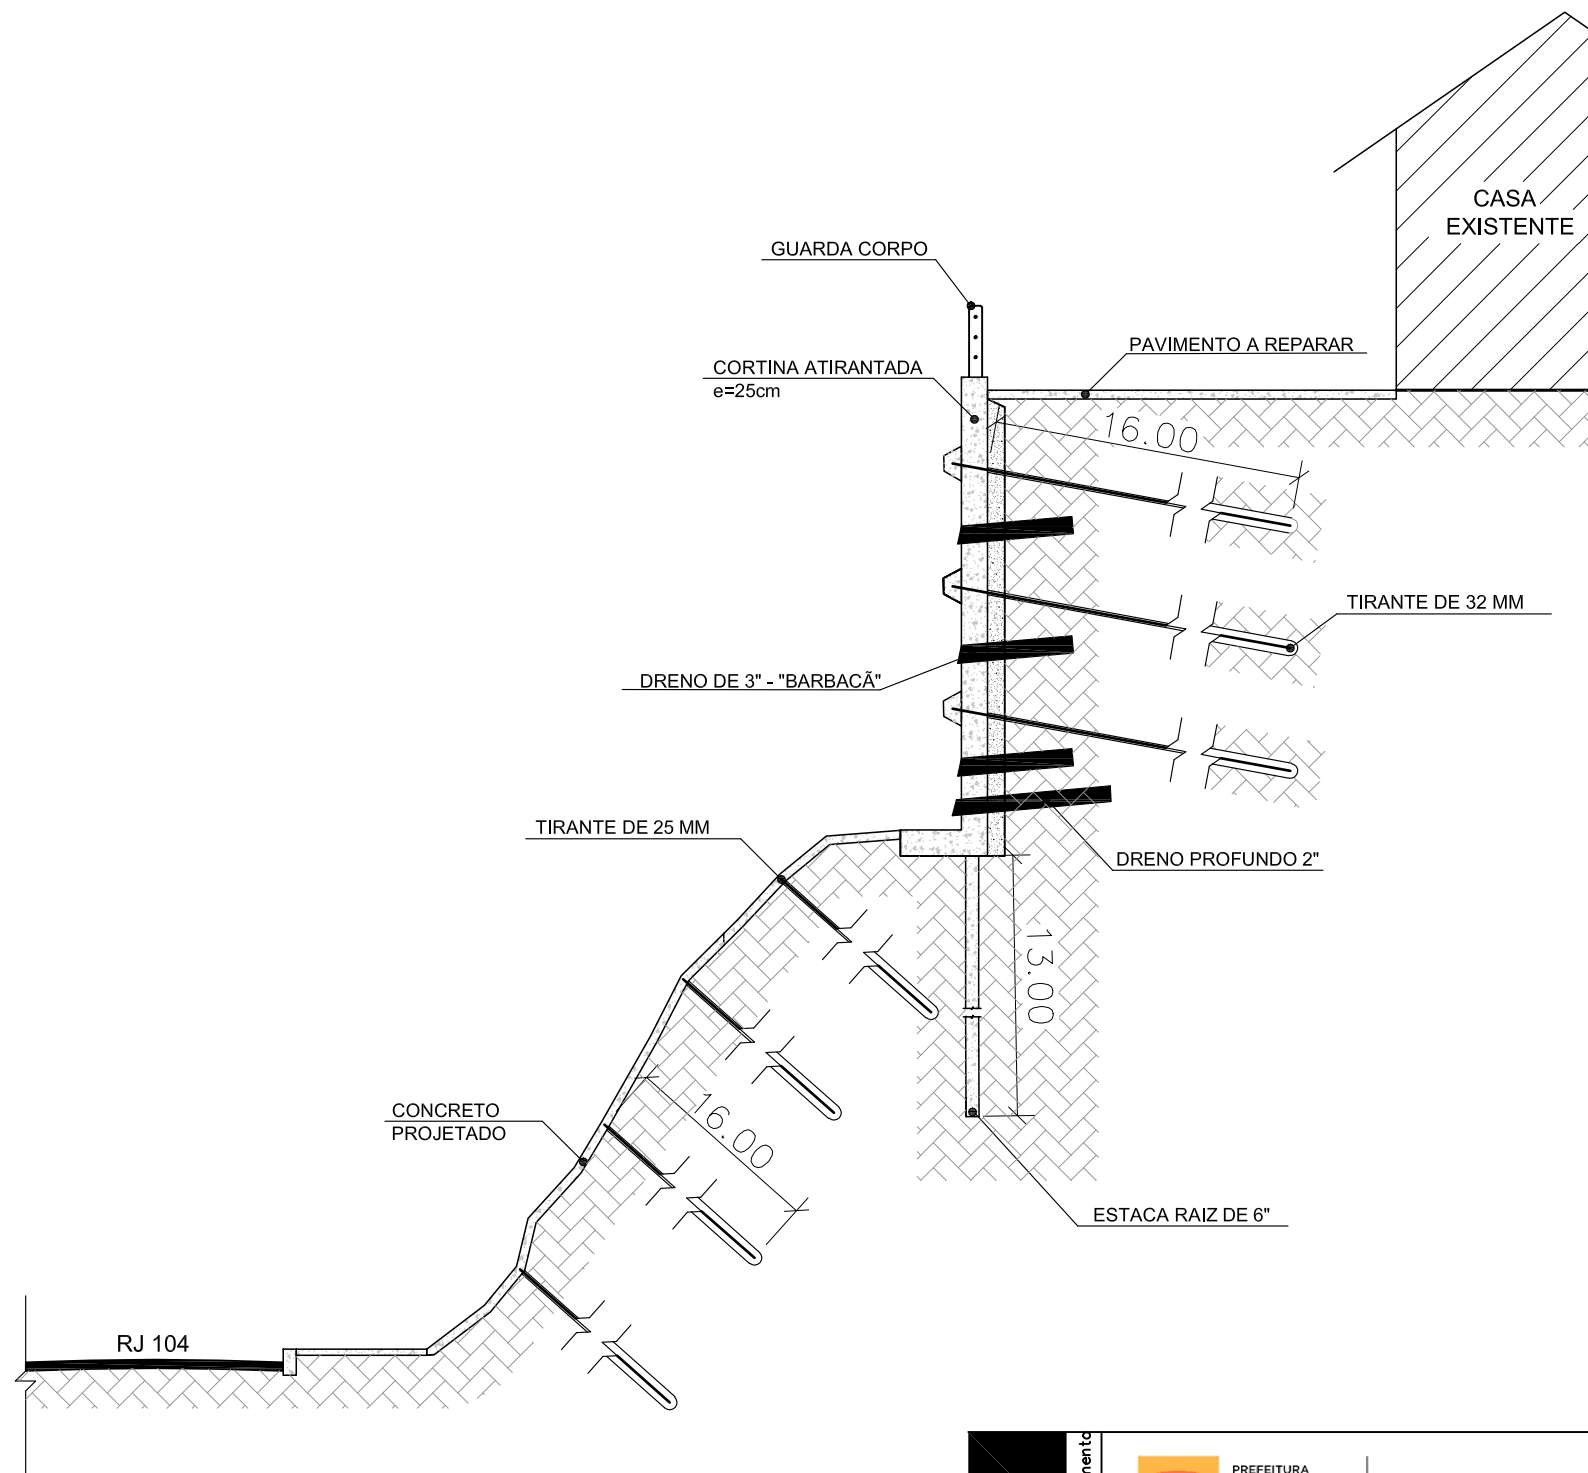 CASA
EXISTENTE
GUARDA CORPO
PAVIMENTO A REPARAR
CORTINA ATIRANTADA
e=25cm
16.00
TIRANTE DE 32 MM
DRENO DE 3" - "BARBACÃ"
TIRANTE DE 25 MM
DRENO PROFUNDO 2"
13.00
CONCRETO
PROJETADO
16.00
ESTACA RAIZ DE 6"
RJ 104
PREFEITURA